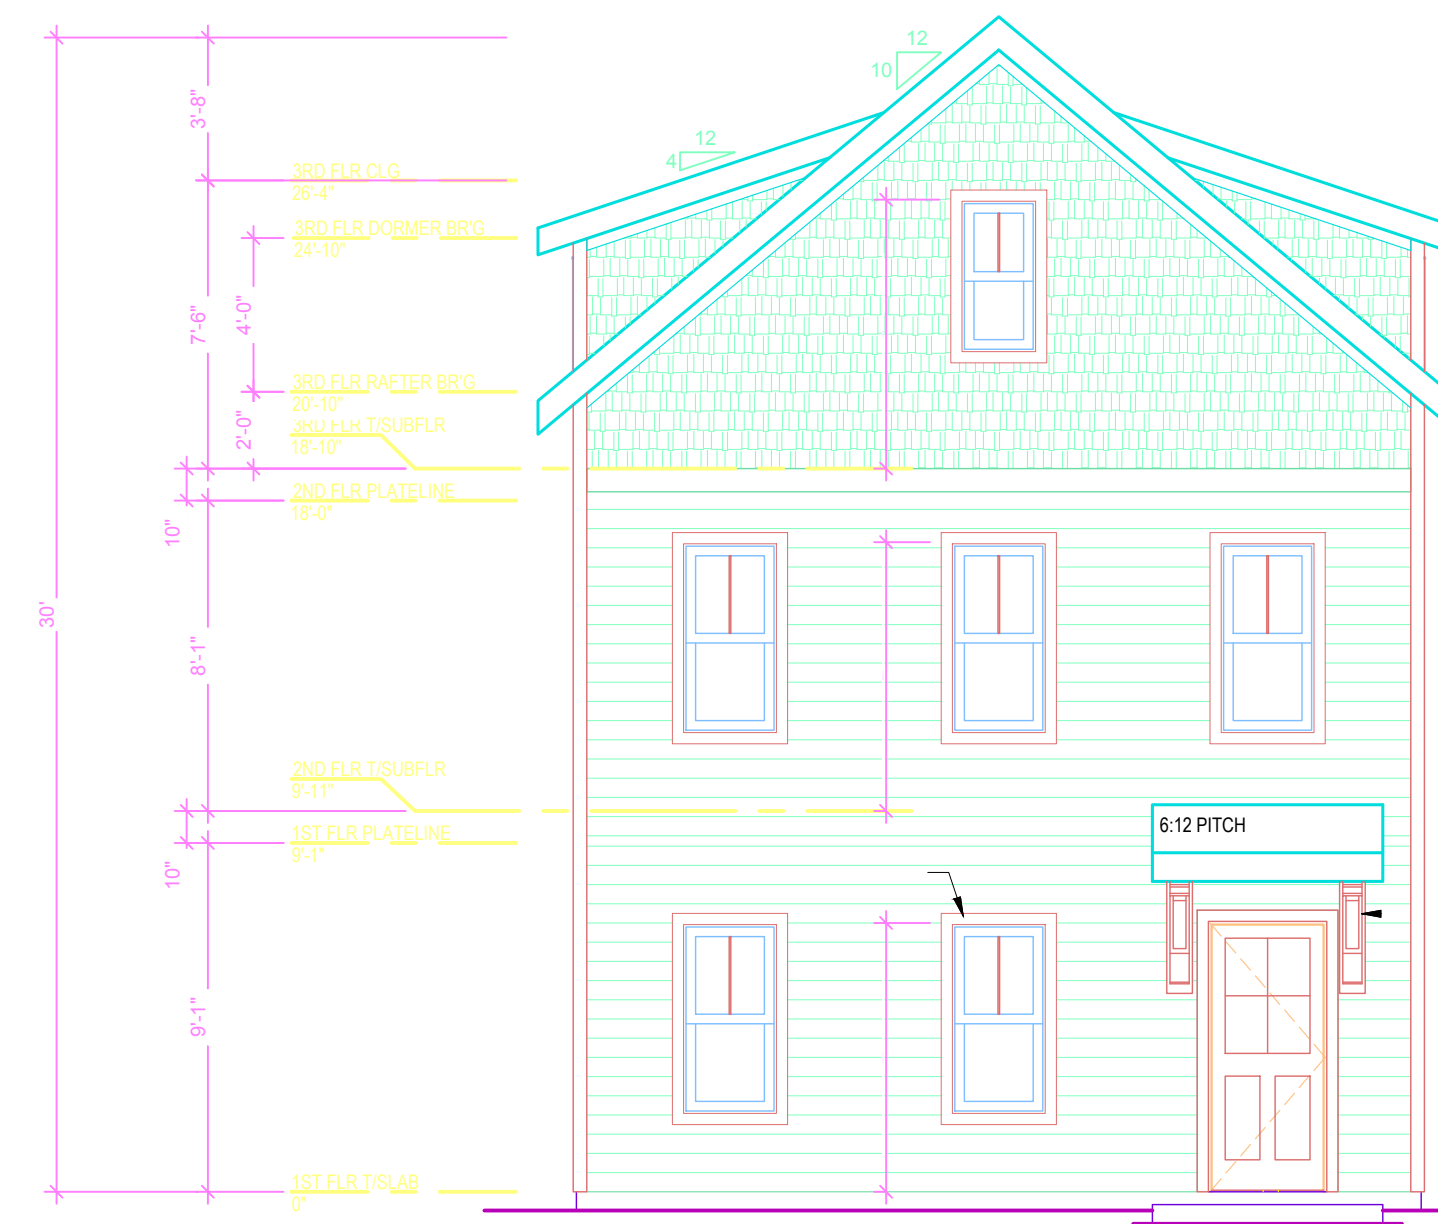 12
10
12
4
3'-8"
3RD FLR CLG
26'-4"
3RD FLR DORMER BR'G
24'-10"
7'-6"
4'-0"
3RD FLR RAFTER BR'G
20'-10"
3RD FLR T/SUBFLR
18'-10"
2'-0"
2ND FLR PLATELINE
18'-0"
10"
30'
8'-1"
2ND FLR T/SUBFLR
9'-11"
6:12 PITCH
1ST FLR PLATELINE
9'-1"
10"
9'-1"
1ST FLR T/SLAB
0"